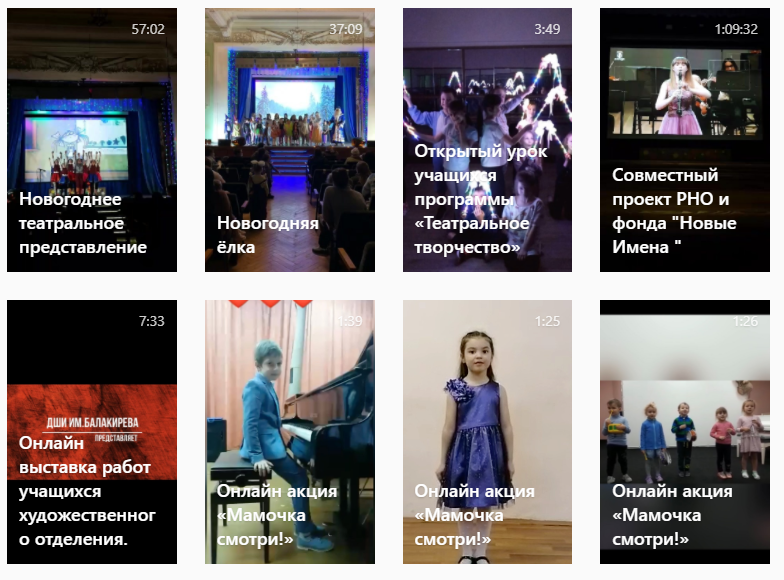 57:02
Новогоднее
театральное
представление
37:09
Новогодняя
ёлка
3:49
Открытый урок
учащихся
программы
«Театральное
творчество»
1:09:32
Совместный
проект РНО и
фонда "Новые
Имена "
7:33
ДШИ ИМ.БАЛАКИРЕВА
ПРЕДСТАВЛЯЕТ
Онлайн
выставка работ
учащихся
художественног
о отделения.
1:39
Онлайн акция
«Мамочка
смотри!»
1:25
Онлайн акция
«Мамочка
смотри!»
1:26
Онлайн акция
«Мамочка
смотри!»